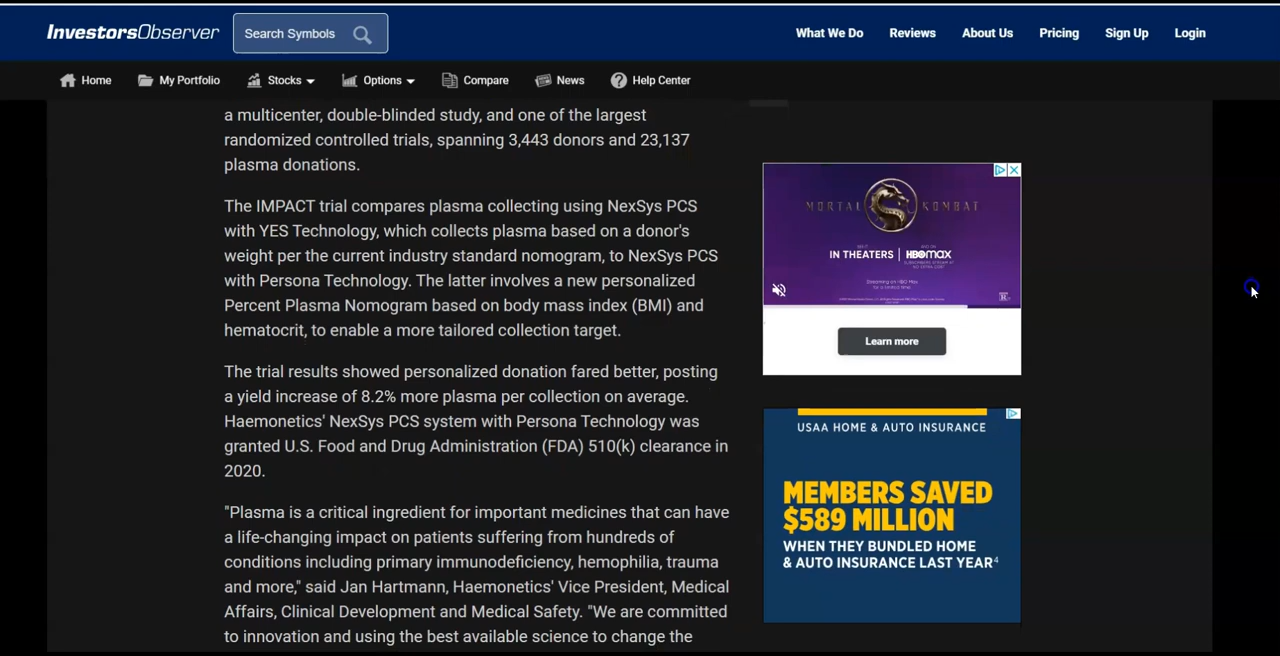 InvestorsObserver
Search Symbols
What We Do
Reviews
About Us
Pricing
Sign Up
Login
Home
My Portfolio
Stocks
Options
Compare
News
Help Center
a multicenter, double-blinded study, and one of the largest
randomized controlled trials, spanning 3,443 donors and 23,137
plasma donations.
The IMPACT trial compares plasma collecting using NexSys PCS
with YES Technology, which collects plasma based on a donor's
weight per the current industry standard nomogram, to NexSys PCS
with Persona Technology. The latter involves a new personalized
Percent Plasma Nomogram based on body mass index (BMI) and
hematocrit, to enable a more tailored collection target.
The trial results showed personalized donation fared better, posting
a yield increase of 8.2% more plasma per collection on average.
Haemonetics' NexSys PCS system with Persona Technology was
granted U.S. Food and Drug Administration (FDA) 510(k) clearance in
2020.
"Plasma is a critical ingredient for important medicines that can have
a life-changing impact on patients suffering from hundreds of
conditions including primary immunodeficiency, hemophilia, trauma
and more," said Jan Hartmann, Haemonetics' Vice President, Medical
Affairs, Clinical Development and Medical Safety. "We are committed
to innovation and using the best available science to change the
MORTAL KOMBAT
IN THEATERS
HBOMAX
Learn more
USAA HOME & AUTO INSURANCE
MEMBERS SAVED
$589 MILLION
WHEN THEY BUNDLED HOME
& AUTO INSURANCE LAST YEAR⁴